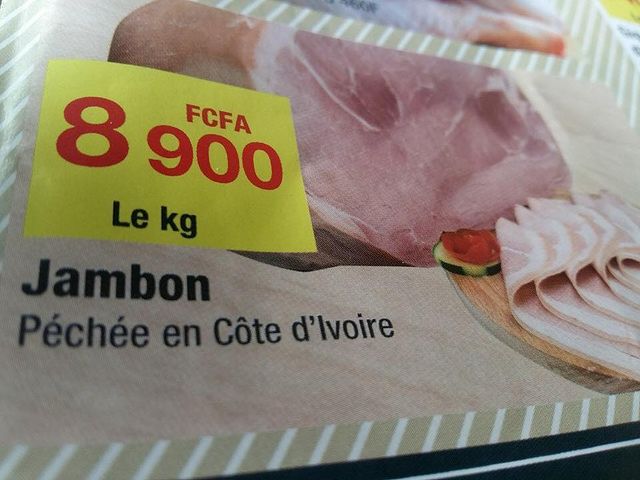 FCFA
8 900
Le kg
Jambon
Péchée en Côte d'Ivoire